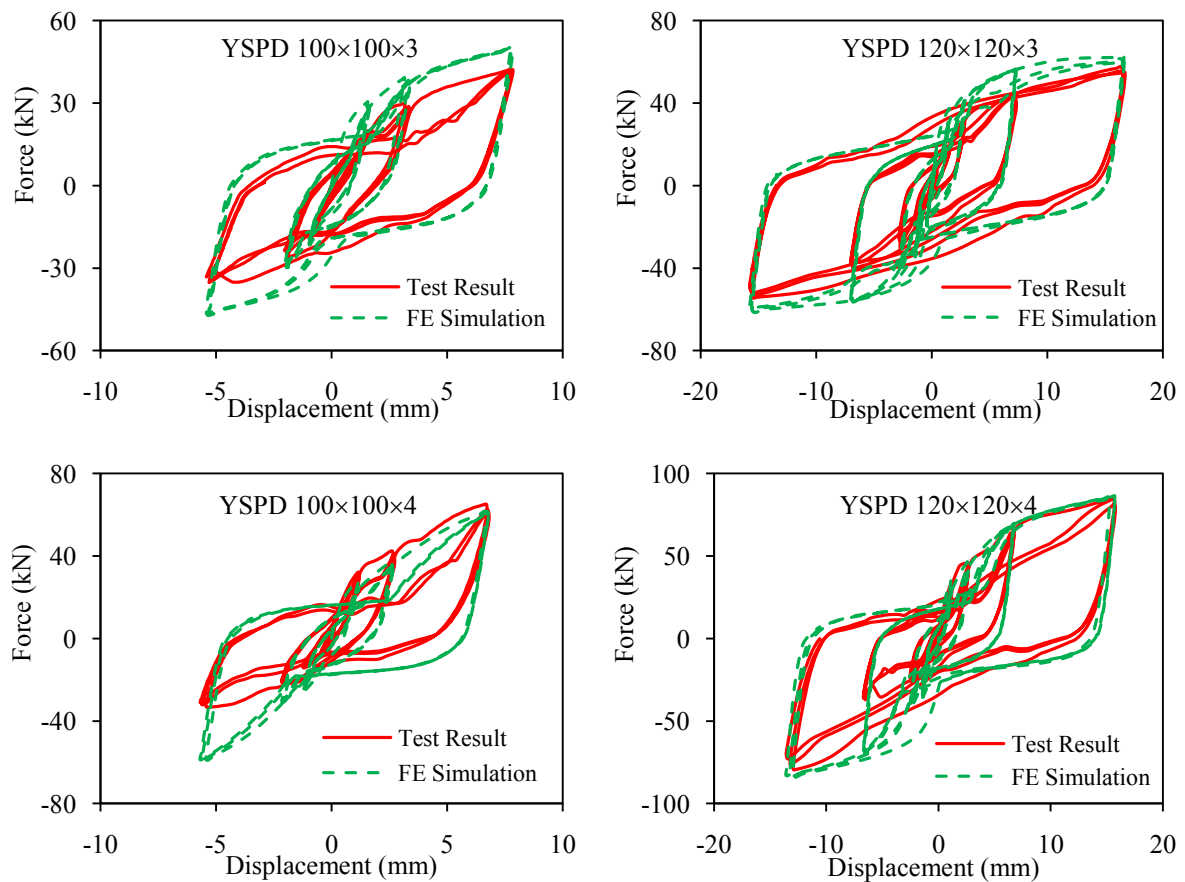 60
30
0
-30
-60
Force (kN)
YSPD 100×100×3
Test Result
FE Simulation
-10
-5
0
5
10
Displacement (mm)
80
40
0
-40
-80
Force (kN)
YSPD 120×120×3
Test Result
FE Simulation
-20
-10
0
10
20
Displacement (mm)
80
40
0
-40
-80
Force (kN)
YSPD 100×100×4
Test Result
FE Simulation
-10
-5
0
5
10
Displacement (mm)
100
50
0
-50
-100
Force (kN)
YSPD 120×120×4
Test Result
FE Simulation
-20
-10
0
10
20
Displacement (mm)